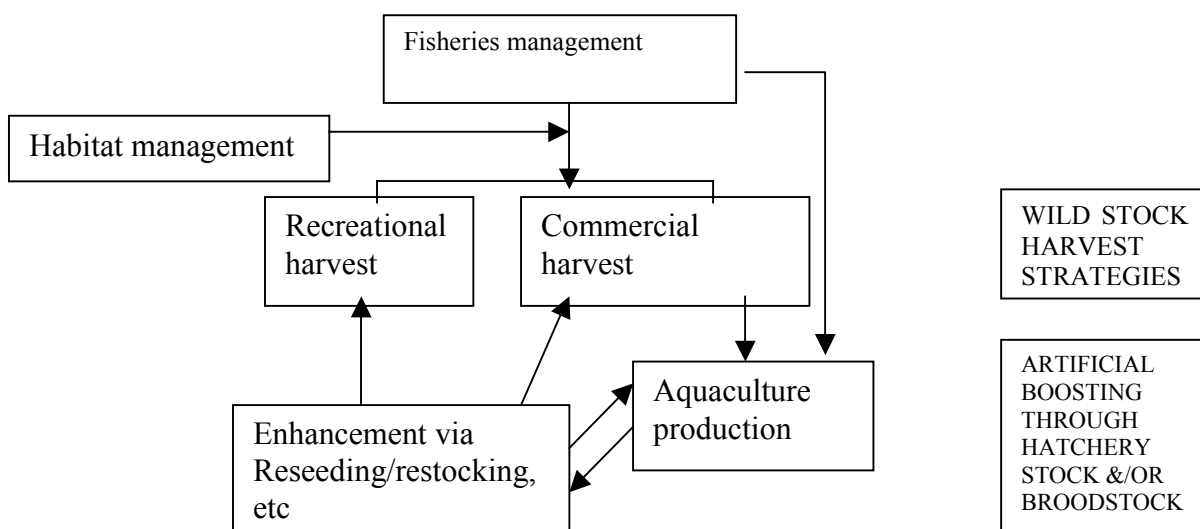 Fisheries management
Habitat management
Recreational
harvest
Commercial
harvest
WILD STOCK
HARVEST
STRATEGIES
Aquaculture
production
ARTIFICIAL
BOOSTING
THROUGH
HATCHERY
STOCK &/OR
BROODSTOCK
Enhancement via
Reseeding/restocking,
etc